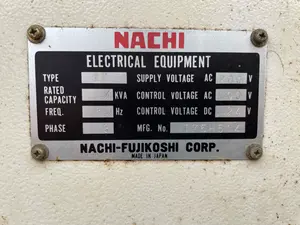 NACHI
ELECTRICAL EQUIPMENT
TYPE SUPPLY VOLTAGE AC V
RATED CAPACITY KVA CONTROL VOLTAGE AC V
FREQ. Hz CONTROL VOLTAGE DC V
PHASE MFG. No.
NACHI-FUJIKOSHI CORP.
MADE IN JAPAN